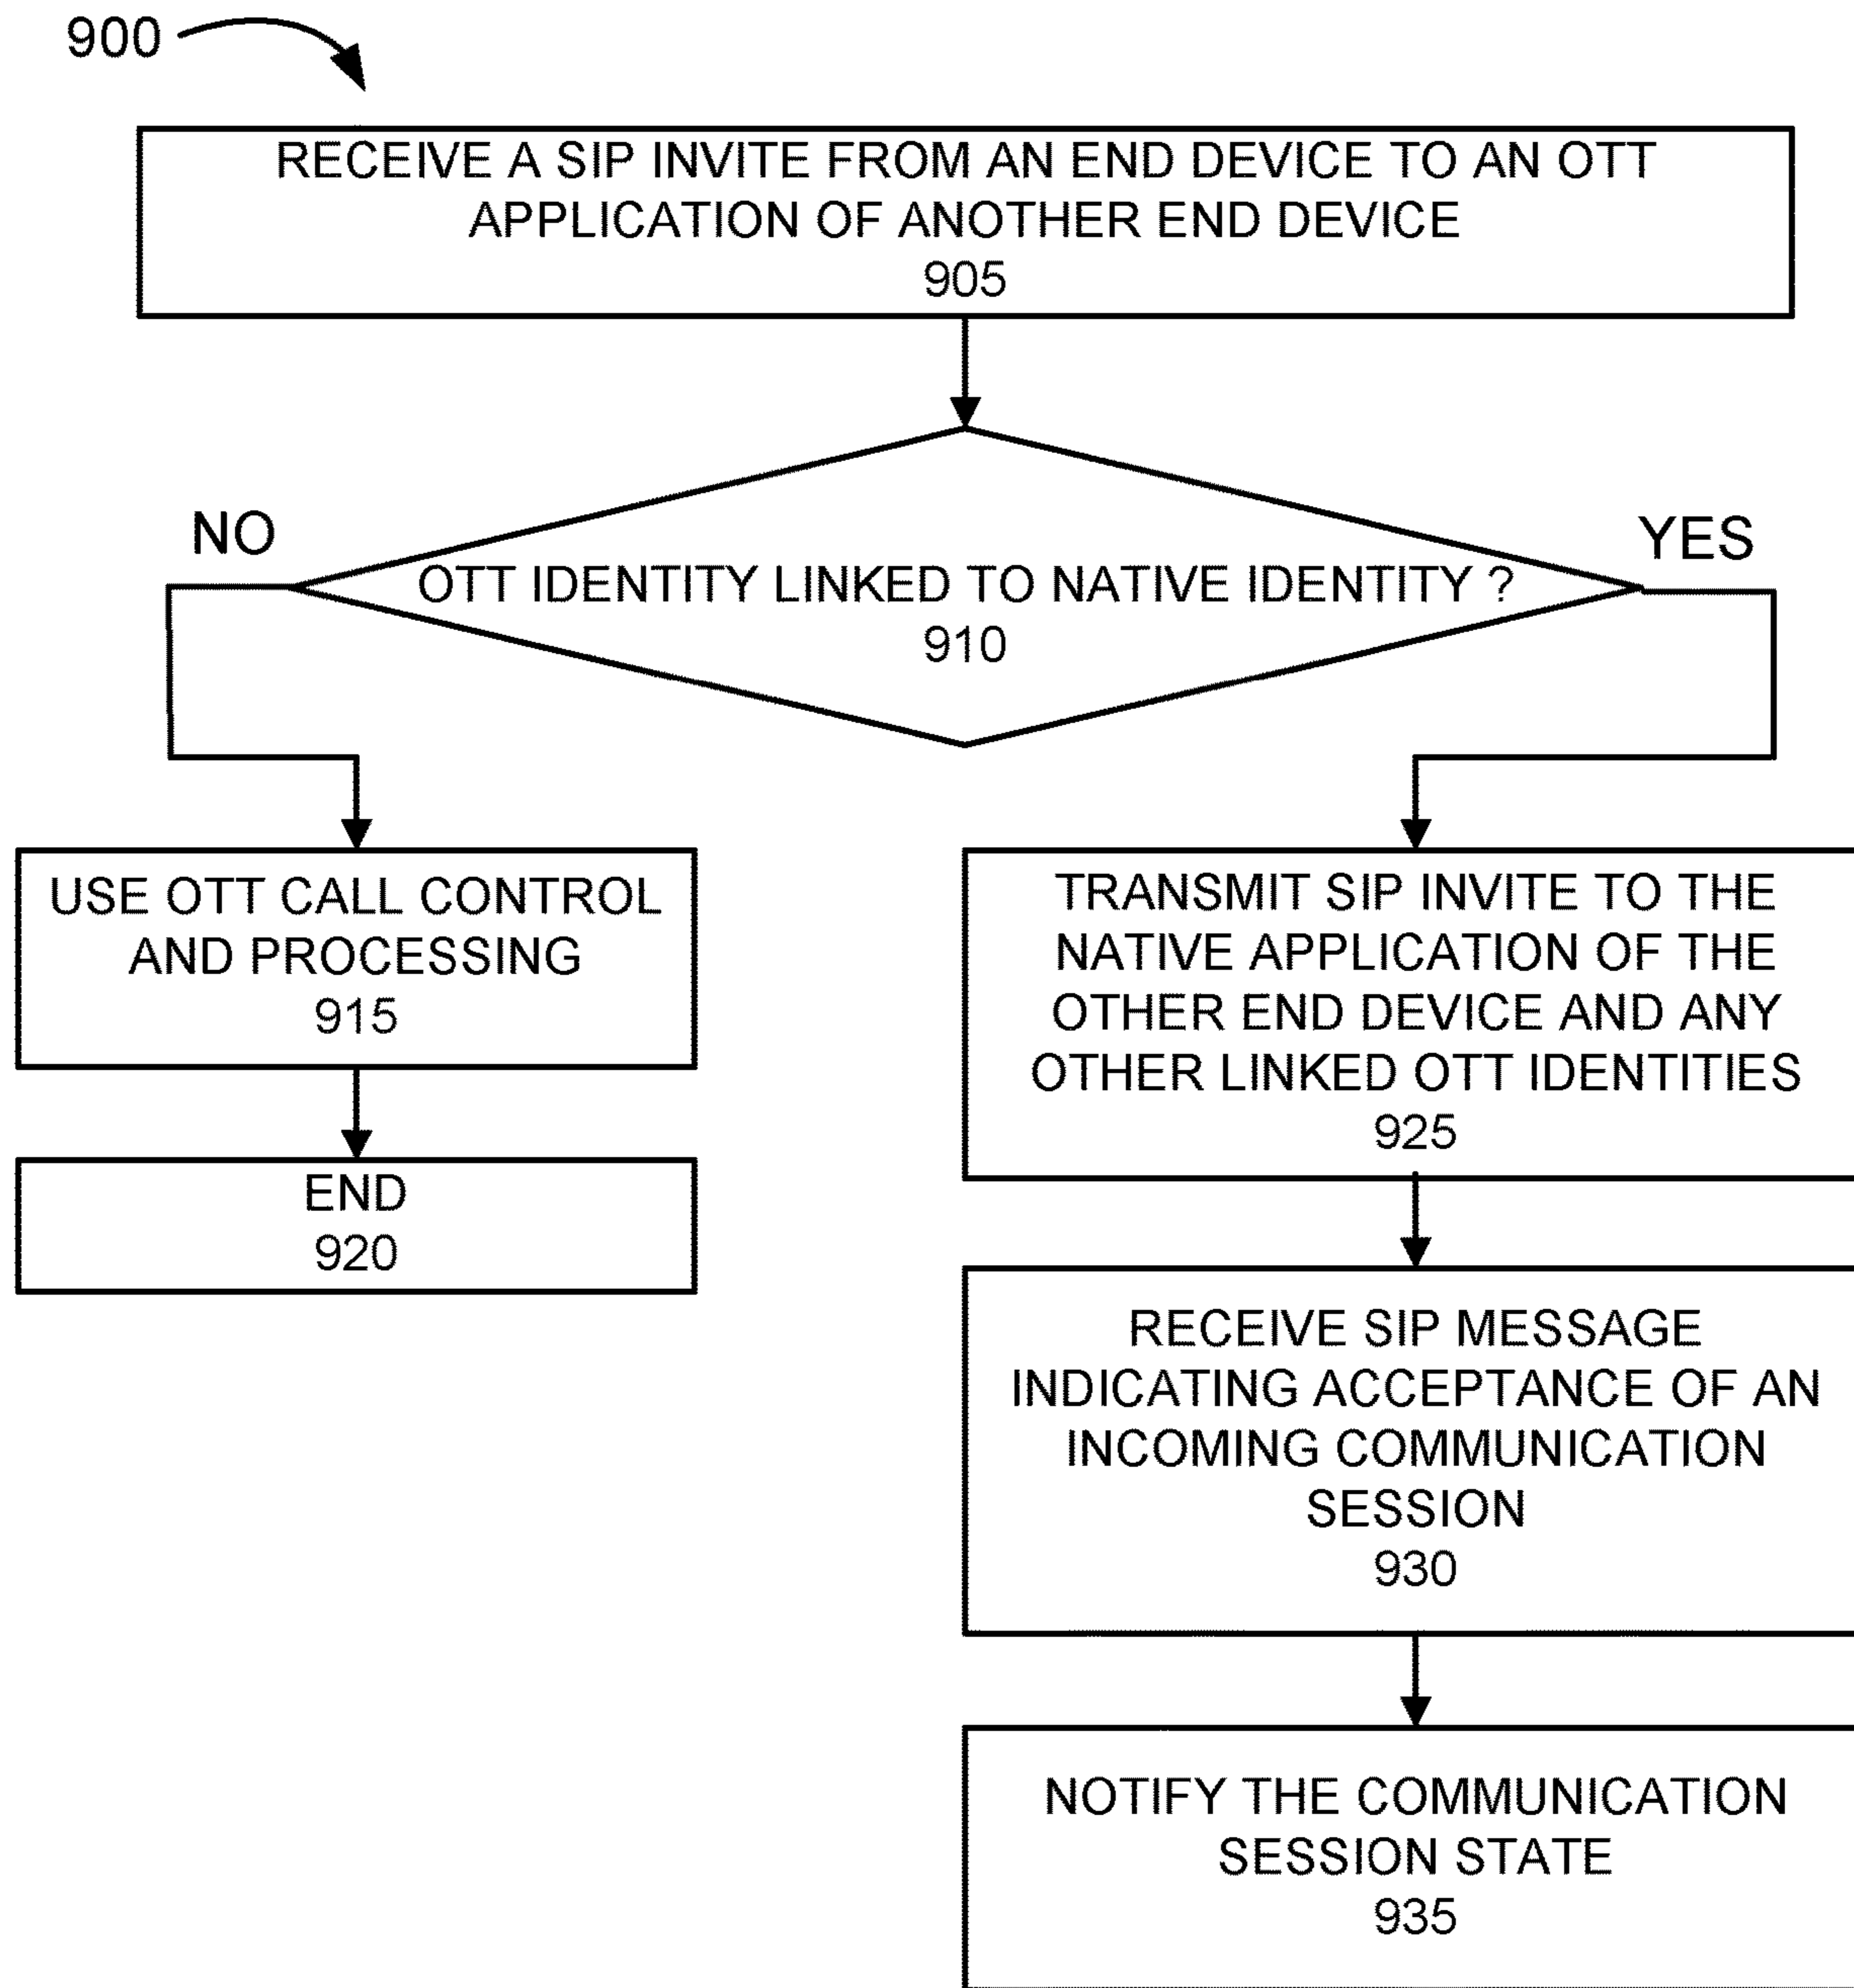 900
RECEIVE A SIP INVITE FROM AN END DEVICE TO AN OTT
APPLICATION OF ANOTHER END DEVICE
905
NO
YES
OTT IDENTITY LINKED TO NATIVE IDENTITY ?
910
USE OTT CALL CONTROL
AND PROCESSING
915
END
920
TRANSMIT SIP INVITE TO THE
NATIVE APPLICATION OF THE
OTHER END DEVICE AND ANY
OTHER LINKED OTT IDENTITIES
925
RECEIVE SIP MESSAGE
INDICATING ACCEPTANCE OF AN
INCOMING COMMUNICATION
SESSION
930
NOTIFY THE COMMUNICATION
SESSION STATE
935